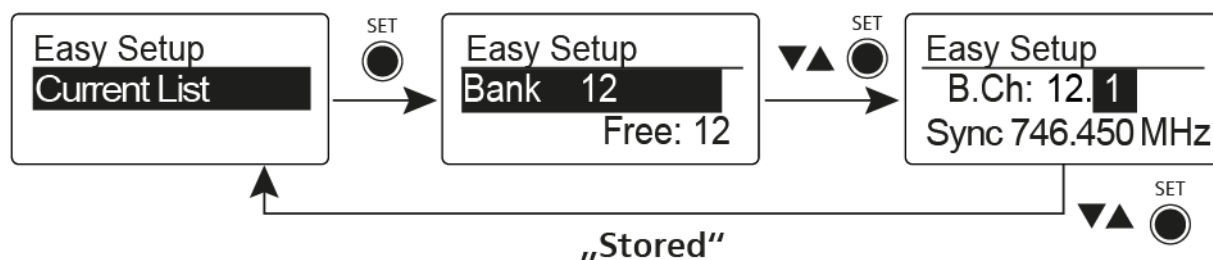 Easy Setup
Current List
SET
Easy Setup
Bank 12
Free: 12
SET
Easy Setup
B.Ch: 12. 1
Sync 746.450 MHz
SET
„Stored“